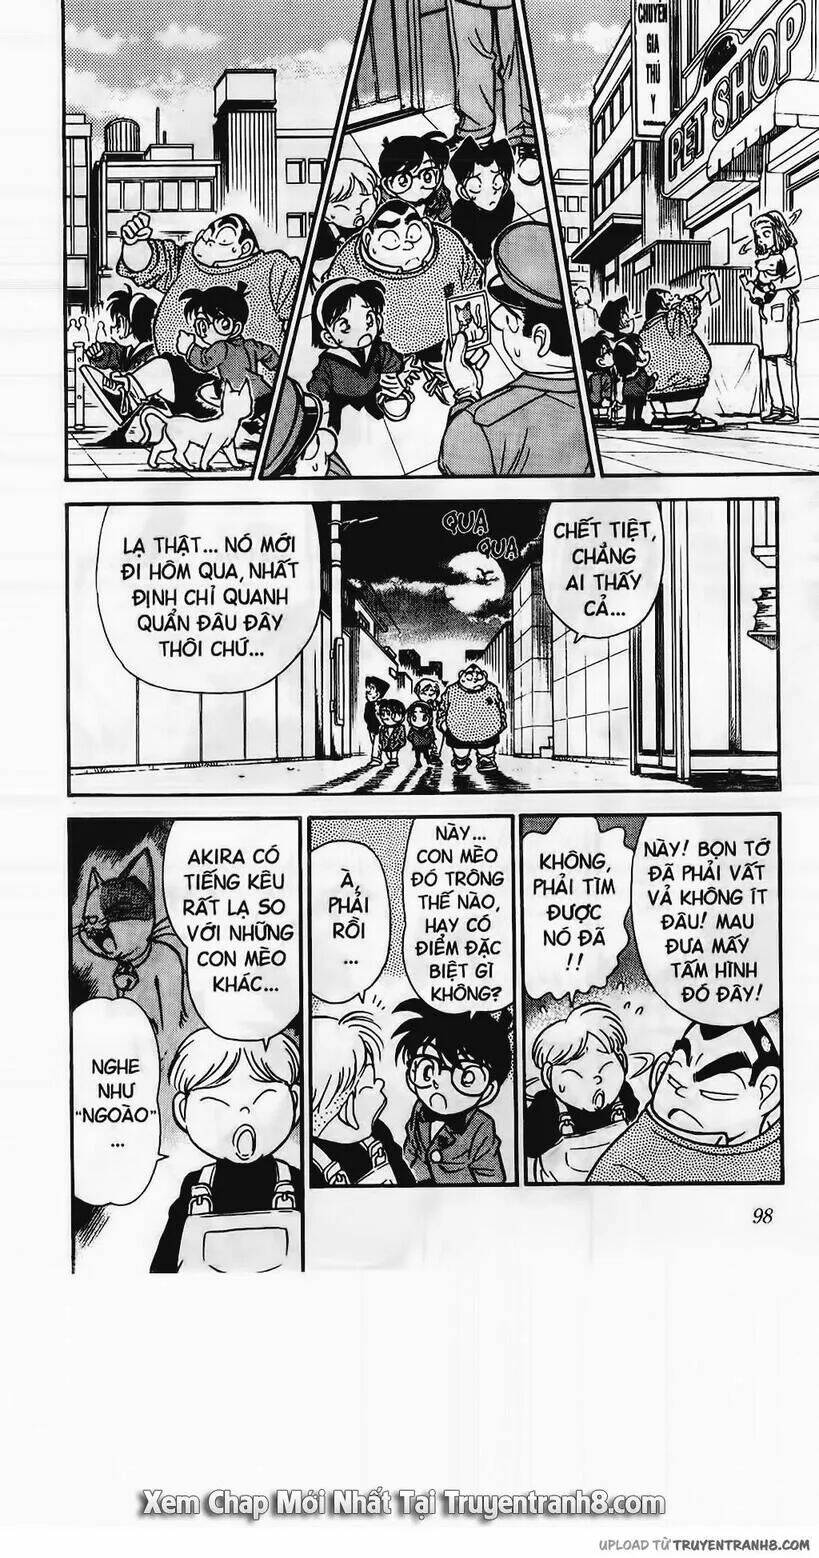 CHUYÊN
GIA
THÚ
Y
PET SHOP
QUẠ
QUẠ
CHẾT TIỆT,
CHẲNG
AI THẤY
CẢ...
LẠ THẬT... NÓ MỚI
ĐI HÔM QUA, NHẤT
ĐỊNH CHỈ QUANH
QUẨN ĐÂU ĐÂY
THÔI CHỨ...
NÀY! BỌN TỚ
ĐÃ PHẢI VẤT
VẢ KHÔNG ÍT
ĐÂU! MAU
ĐƯA MẤY
TẤM HÌNH
ĐÓ ĐÂY!
KHÔNG,
PHẢI TÌM
ĐƯỢC
NÓ ĐÃ
!!
NÀY...
CON MÈO
ĐÓ TRÔNG
THẾ NÀO,
HAY CÓ
ĐIỂM ĐẶC
BIỆT GÌ
KHÔNG?
À,
PHẢI
RỒI
...
AKIRA CÓ
TIẾNG KÊU
RẤT LẠ SO
VỚI NHỮNG
CON MÈO
KHÁC...
NGHE
NHƯ
"NGOÀO"
...
98
Xem Chap Mới Nhất Tại Truyentranh8.com
UPLOAD TỪ TRUYENTRANH8.COM